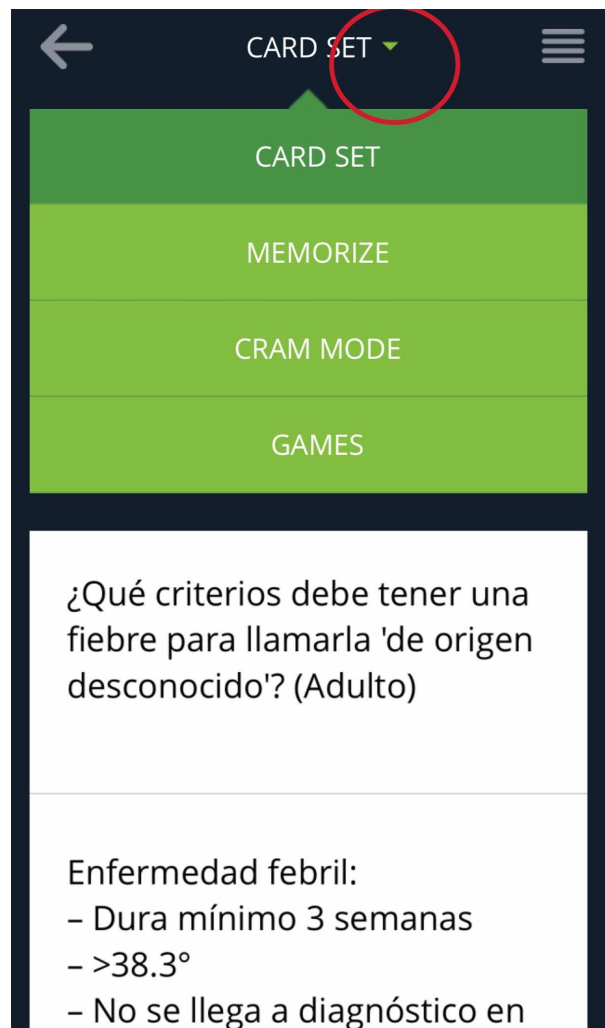 CARD SET
CARD SET
MEMORIZE
CRAM MODE
GAMES
¿Qué criterios debe tener una
fiebre para llamarla 'de origen
desconocido'? (Adulto)
Enfermedad febril:
– Dura mínimo 3 semanas
– >38.3°
– No se llega a diagnóstico en